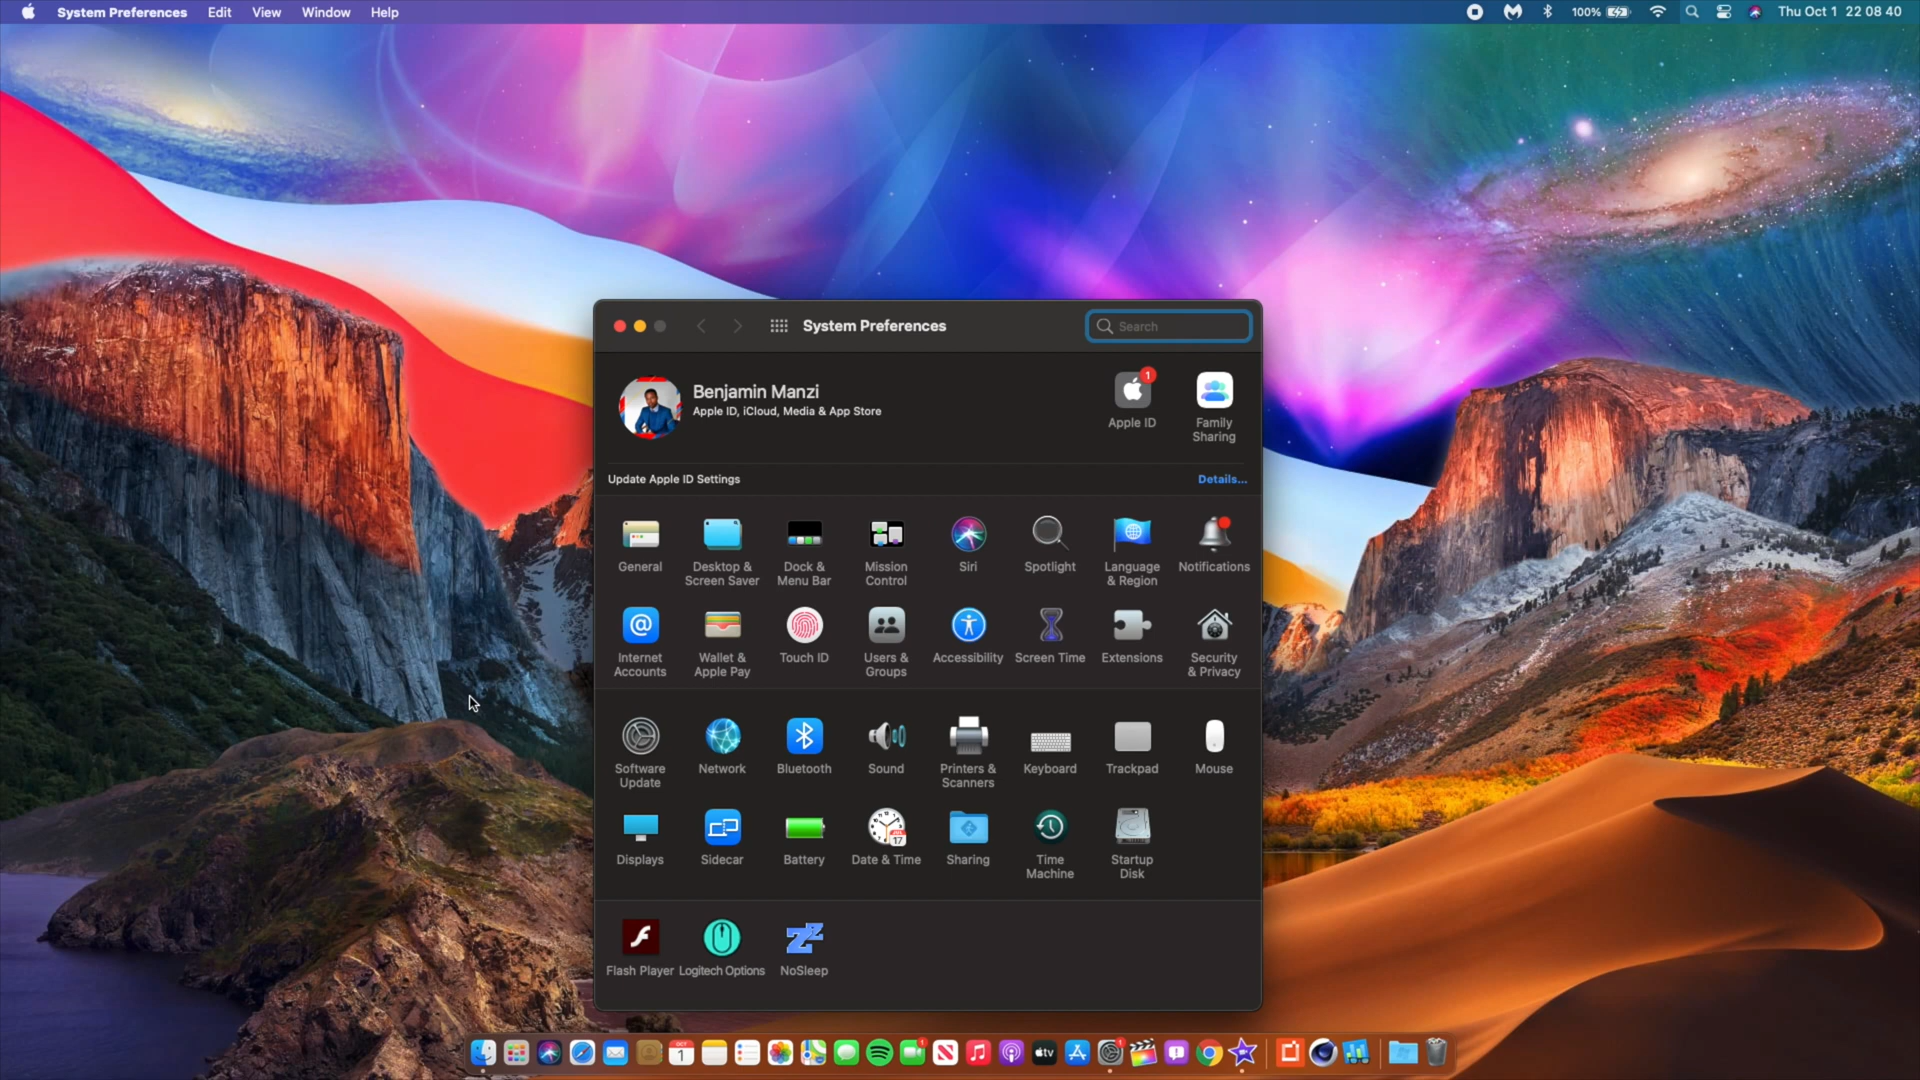 System Preferences Edit View Window Help
100% Thu Oct 1 22 08 40
System Preferences
Search
Benjamin Manzi
Apple ID, iCloud, Media & App Store
1
Apple ID
Family
Sharing
Update Apple ID Settings
Details...
General
Desktop &
Screen Saver
Dock &
Menu Bar
Mission
Control
Siri
Spotlight
Language
& Region
Notifications
Internet
Accounts
Wallet &
Apple Pay
Touch ID
Users &
Groups
Accessibility
Screen Time
Extensions
Security
& Privacy
Software
Update
Network
Bluetooth
Sound
Printers &
Scanners
Keyboard
Trackpad
Mouse
Displays
Sidecar
Battery
Date & Time
Sharing
Time
Machine
Startup
Disk
Flash Player
Logitech Options
NoSleep
OCT
1
tv